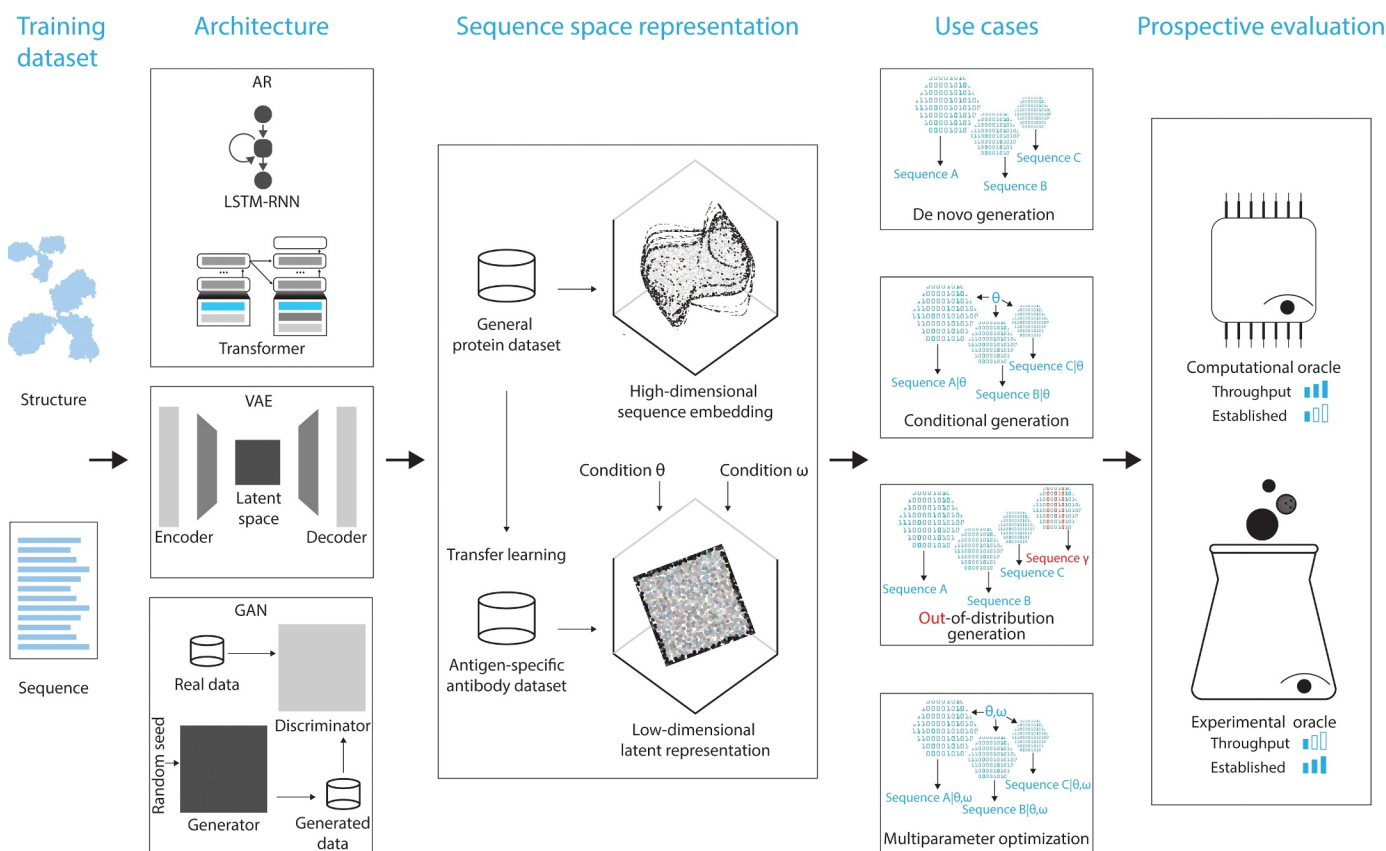 Training
dataset
Architecture
Sequence space representation
Use cases
Prospective evaluation
Structure
Sequence
AR
LSTM-RNN
...
...
Transformer
VAE
Latent
space
Encoder
Decoder
GAN
Real data
Discriminator
Random seed
Generator
Generated
data
General
protein dataset
High-dimensional
sequence embedding
Condition θ
Condition ω
Transfer learning
Antigen-specific
antibody dataset
Low-dimensional
latent representation
Sequence A
Sequence B
Sequence C
De novo generation
θ
Sequence A|θ
Sequence B|θ
Sequence C|θ
Conditional generation
Sequence A
Sequence B
Sequence C
Sequence γ
Out-of-distribution
generation
θ,ω
Sequence A|θ,ω
Sequence B|θ,ω
Sequence C|θ,ω
Multiparameter optimization
Computational oracle
Throughput
Established
Experimental oracle
Throughput
Established